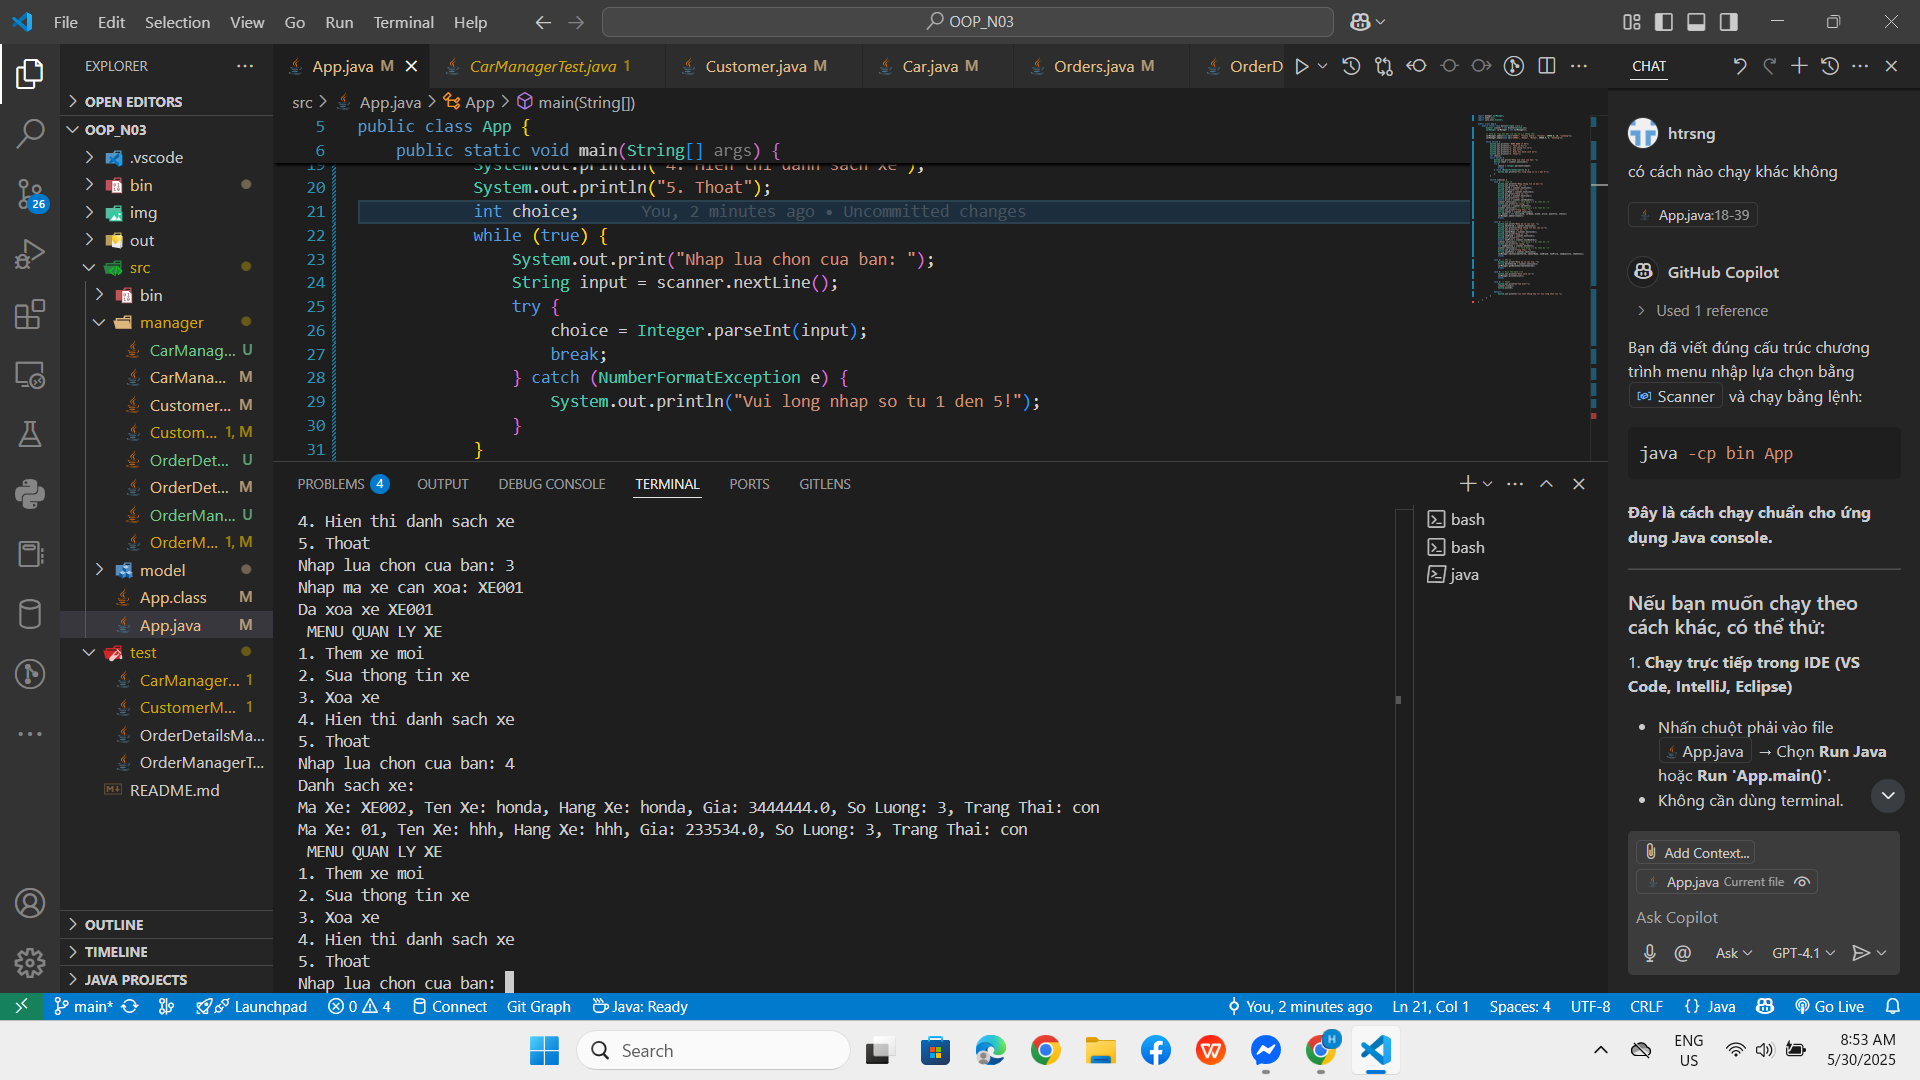 File Edit Selection View Go Run Terminal Help
OOP_N03
EXPLORER
OPEN EDITORS
OOP_N03
.vscode
bin
img
out
src
bin
manager
CarManag... U
CarMana... M
Customer... M
Custom... 1, M
OrderDet... U
OrderDet... M
OrderMan... U
OrderM... 1, M
model
App.class M
App.java M
test
CarManager... 1
CustomerM... 1
OrderDetailsMa...
OrderManagerT...
README.md
OUTLINE
TIMELINE
JAVA PROJECTS
26
App.java M
CarManagerTest.java 1
Customer.java M
Car.java M
Orders.java M
OrderD
src > App.java > App > main(String[])
5 public class App {
6 public static void main(String[] args) {
19 System.out.println("4. Hien thi danh sach xe");
20 System.out.println("5. Thoat");
21 int choice; You, 2 minutes ago • Uncommitted changes
22 while (true) {
23 System.out.print("Nhap lua chon cua ban: ");
24 String input = scanner.nextLine();
25 try {
26 choice = Integer.parseInt(input);
27 break;
28 } catch (NumberFormatException e) {
29 System.out.println("Vui long nhap so tu 1 den 5!");
30 }
31 }
PROBLEMS 4 OUTPUT DEBUG CONSOLE TERMINAL PORTS GITLENS
4. Hien thi danh sach xe
5. Thoat
Nhap lua chon cua ban: 3
Nhap ma xe can xoa: XE001
Da xoa xe XE001
MENU QUAN LY XE
1. Them xe moi
2. Sua thong tin xe
3. Xoa xe
4. Hien thi danh sach xe
5. Thoat
Nhap lua chon cua ban: 4
Danh sach xe:
Ma Xe: XE002, Ten Xe: honda, Hang Xe: honda, Gia: 3444444.0, So Luong: 3, Trang Thai: con
Ma Xe: 01, Ten Xe: hhh, Hang Xe: hhh, Gia: 233534.0, So Luong: 3, Trang Thai: con
MENU QUAN LY XE
1. Them xe moi
2. Sua thong tin xe
3. Xoa xe
4. Hien thi danh sach xe
5. Thoat
Nhap lua chon cua ban:
bash
bash
java
CHAT
htrsng
có cách nào chạy khác không
App.java:18-39
GitHub Copilot
Used 1 reference
Bạn đã viết đúng cấu trúc chương
trình menu nhập lựa chọn bằng
Scanner và chạy bằng lệnh:
java -cp bin App
Đây là cách chạy chuẩn cho ứng
dụng Java console.
Nếu bạn muốn chạy theo
cách khác, có thể thử:
1. Chạy trực tiếp trong IDE (VS
Code, IntelliJ, Eclipse)
• Nhấn chuột phải vào file
App.java → Chọn Run Java
hoặc Run 'App.main()'.
• Không cần dùng terminal.
Add Context...
App.java Current file
Ask Copilot
Ask GPT-4.1
main* Launchpad 0 4 Connect Git Graph Java: Ready
You, 2 minutes ago Ln 21, Col 1 Spaces: 4 UTF-8 CRLF {} Java Go Live
Search
H
ENG
US
8:53 AM
5/30/2025